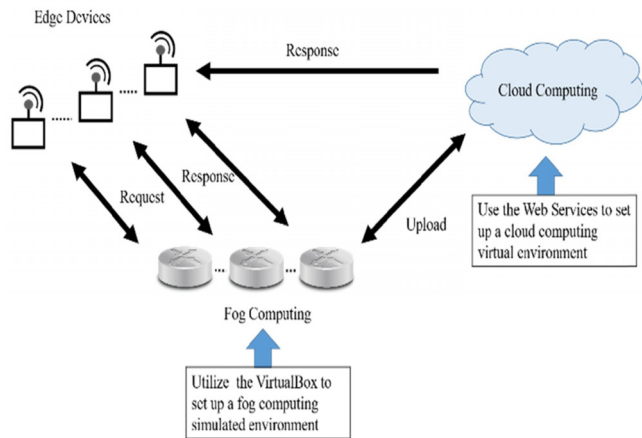 Edge Devices
Response
Cloud Computing
Request
Response
Upload
Use the Web Services to set
up a cloud computing
virtual environment
Fog Computing
Utilize the VirtualBox to
set up a fog computing
simulated environment